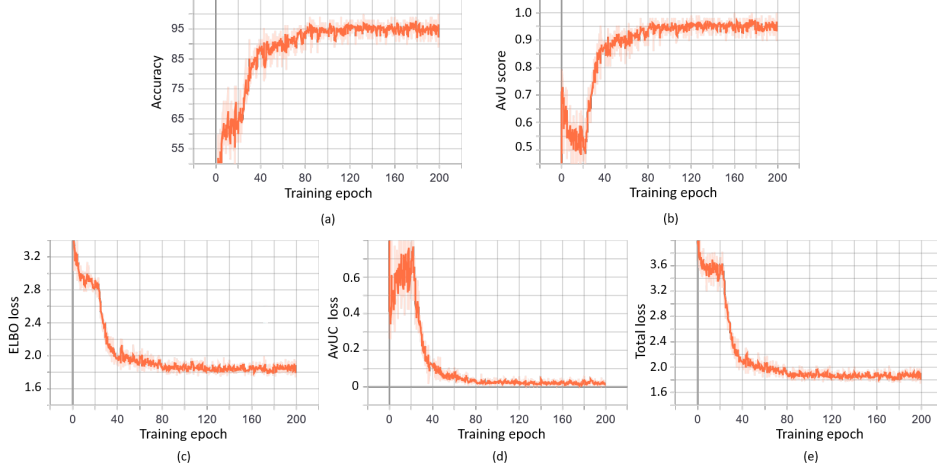 95
85
75
65
55
Accuracy
0 40 80 120 160 200
Training epoch
(a)
1.0
0.9
0.8
0.7
0.6
0.5
AvU score
0 40 80 120 160 200
Training epoch
(b)
3.2
2.8
2.4
2.0
1.6
ELBO loss
0 40 80 120 160 200
Training epoch
(c)
0.6
0.4
0.2
0
AvUC loss
0 40 80 120 160 200
Training epoch
(d)
3.6
3.2
2.8
2.4
2.0
1.6
Total loss
0 40 80 120 160 200
Training epoch
(e)